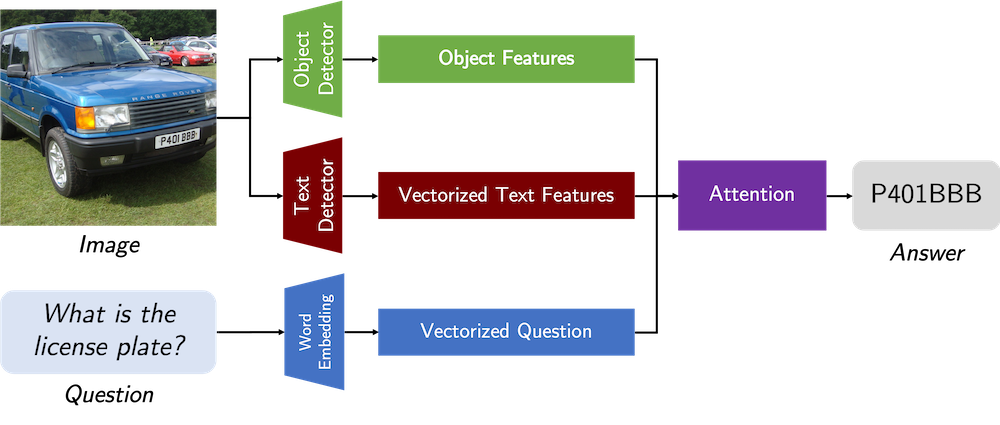 RANGE ROVER
P401 BBB
Image
What is the
license plate?
Question
Object
Detector
Text
Detector
Word
Embedding
Object Features
Vectorized Text Features
Vectorized Question
Attention
P401BBB
Answer